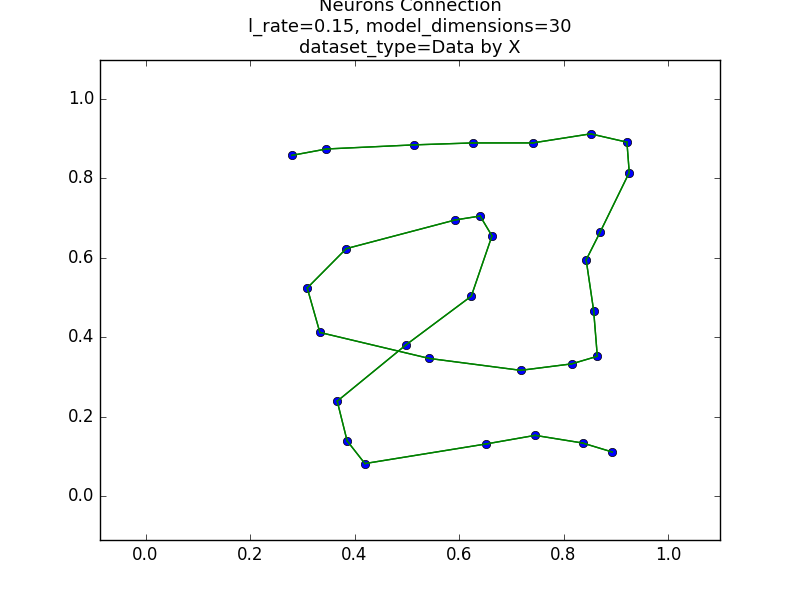 Neurons Connection
l_rate=0.15, model_dimensions=30
dataset_type=Data by X
1.0
0.8
0.6
0.4
0.2
0.0
0.0 0.2 0.4 0.6 0.8 1.0